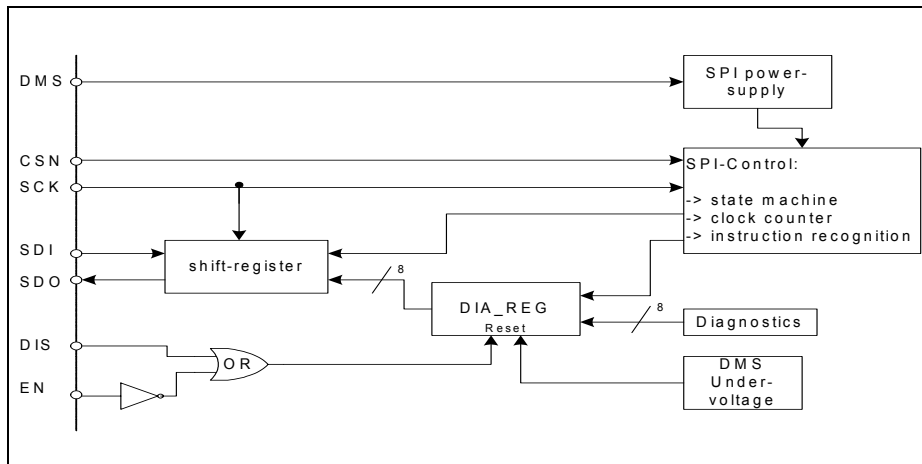 DMS
SPI power-
supply
CSN
SCK
SPI-Control:
-> state machine
-> clock counter
-> instruction recognition
SDI
SDO
shift-register
8
DIA_REG
Reset
8
Diagnostics
DIS
EN
OR
DMS
Under-
voltage